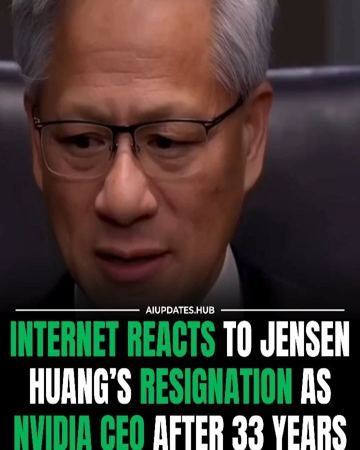 AIUPDATES.HUB
INTERNET REACTS TO JENSEN
HUANG'S RESIGNATION AS
NVIDIA CEO AFTER 33 YEARS